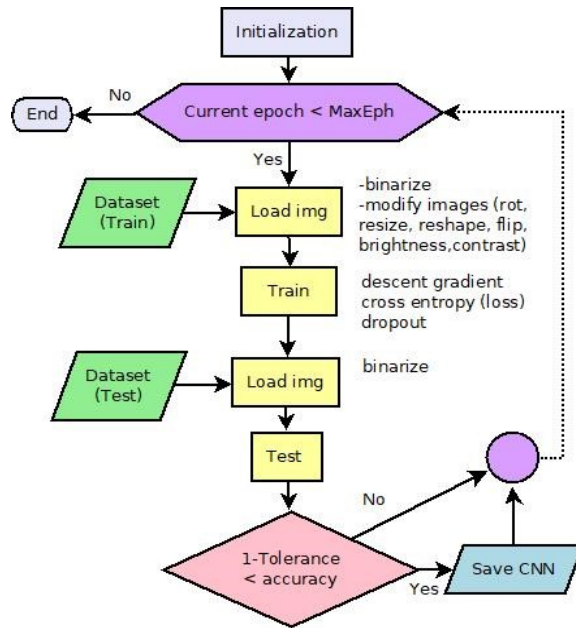 Initialization
No
End
Current epoch < MaxEph
Yes
Dataset
(Train)
Load img
-binarize
-modify images (rot,
resize, reshape, flip,
brightness,contrast)
Train
descent gradient
cross entropy (loss)
dropout
Dataset
(Test)
Load img
binarize
Test
No
1-Tolerance
< accuracy
Yes
Save CNN